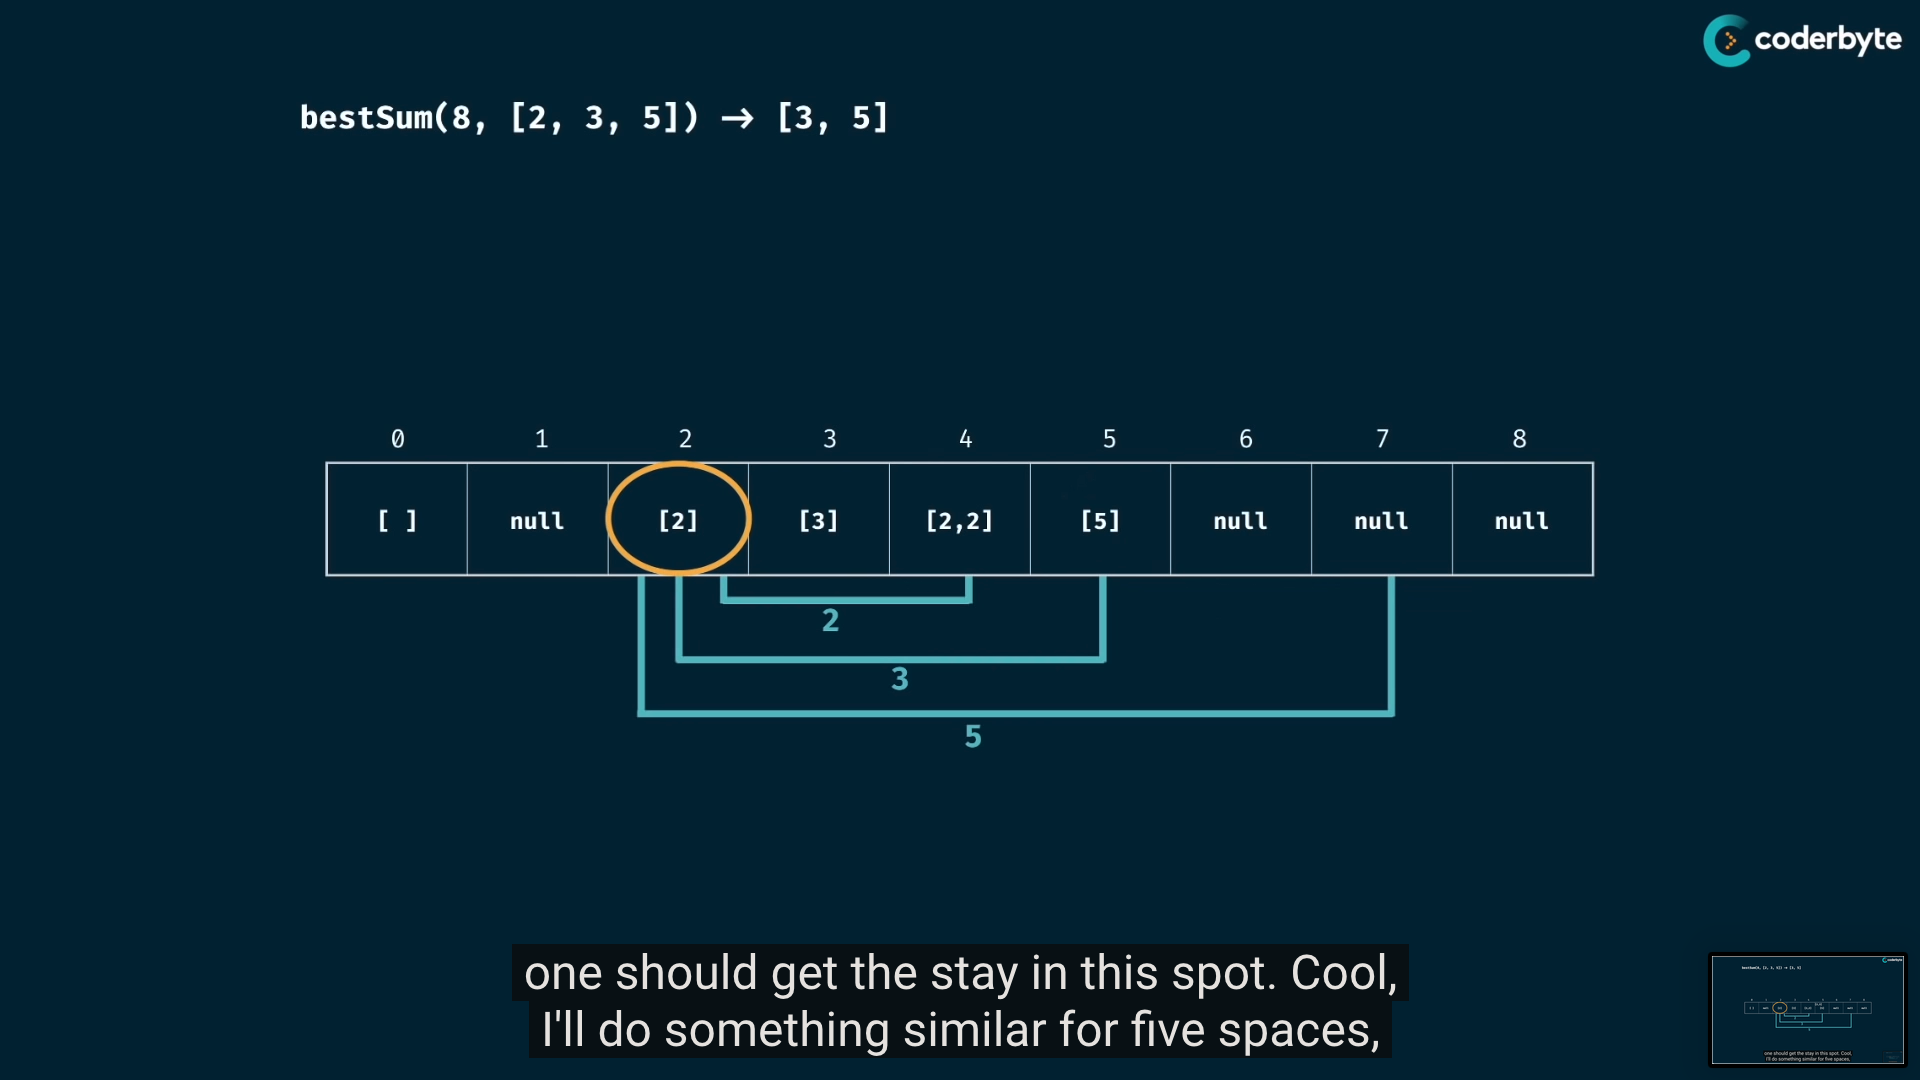 coderbyte
bestSum(8, [2, 3, 5]) → [3, 5]
0 1 2 3 4 5 6 7 8
[ ] null [2] [3] [2,2] [5] null null null
2
3
5
one should get the stay in this spot. Cool,
I'll do something similar for five spaces,